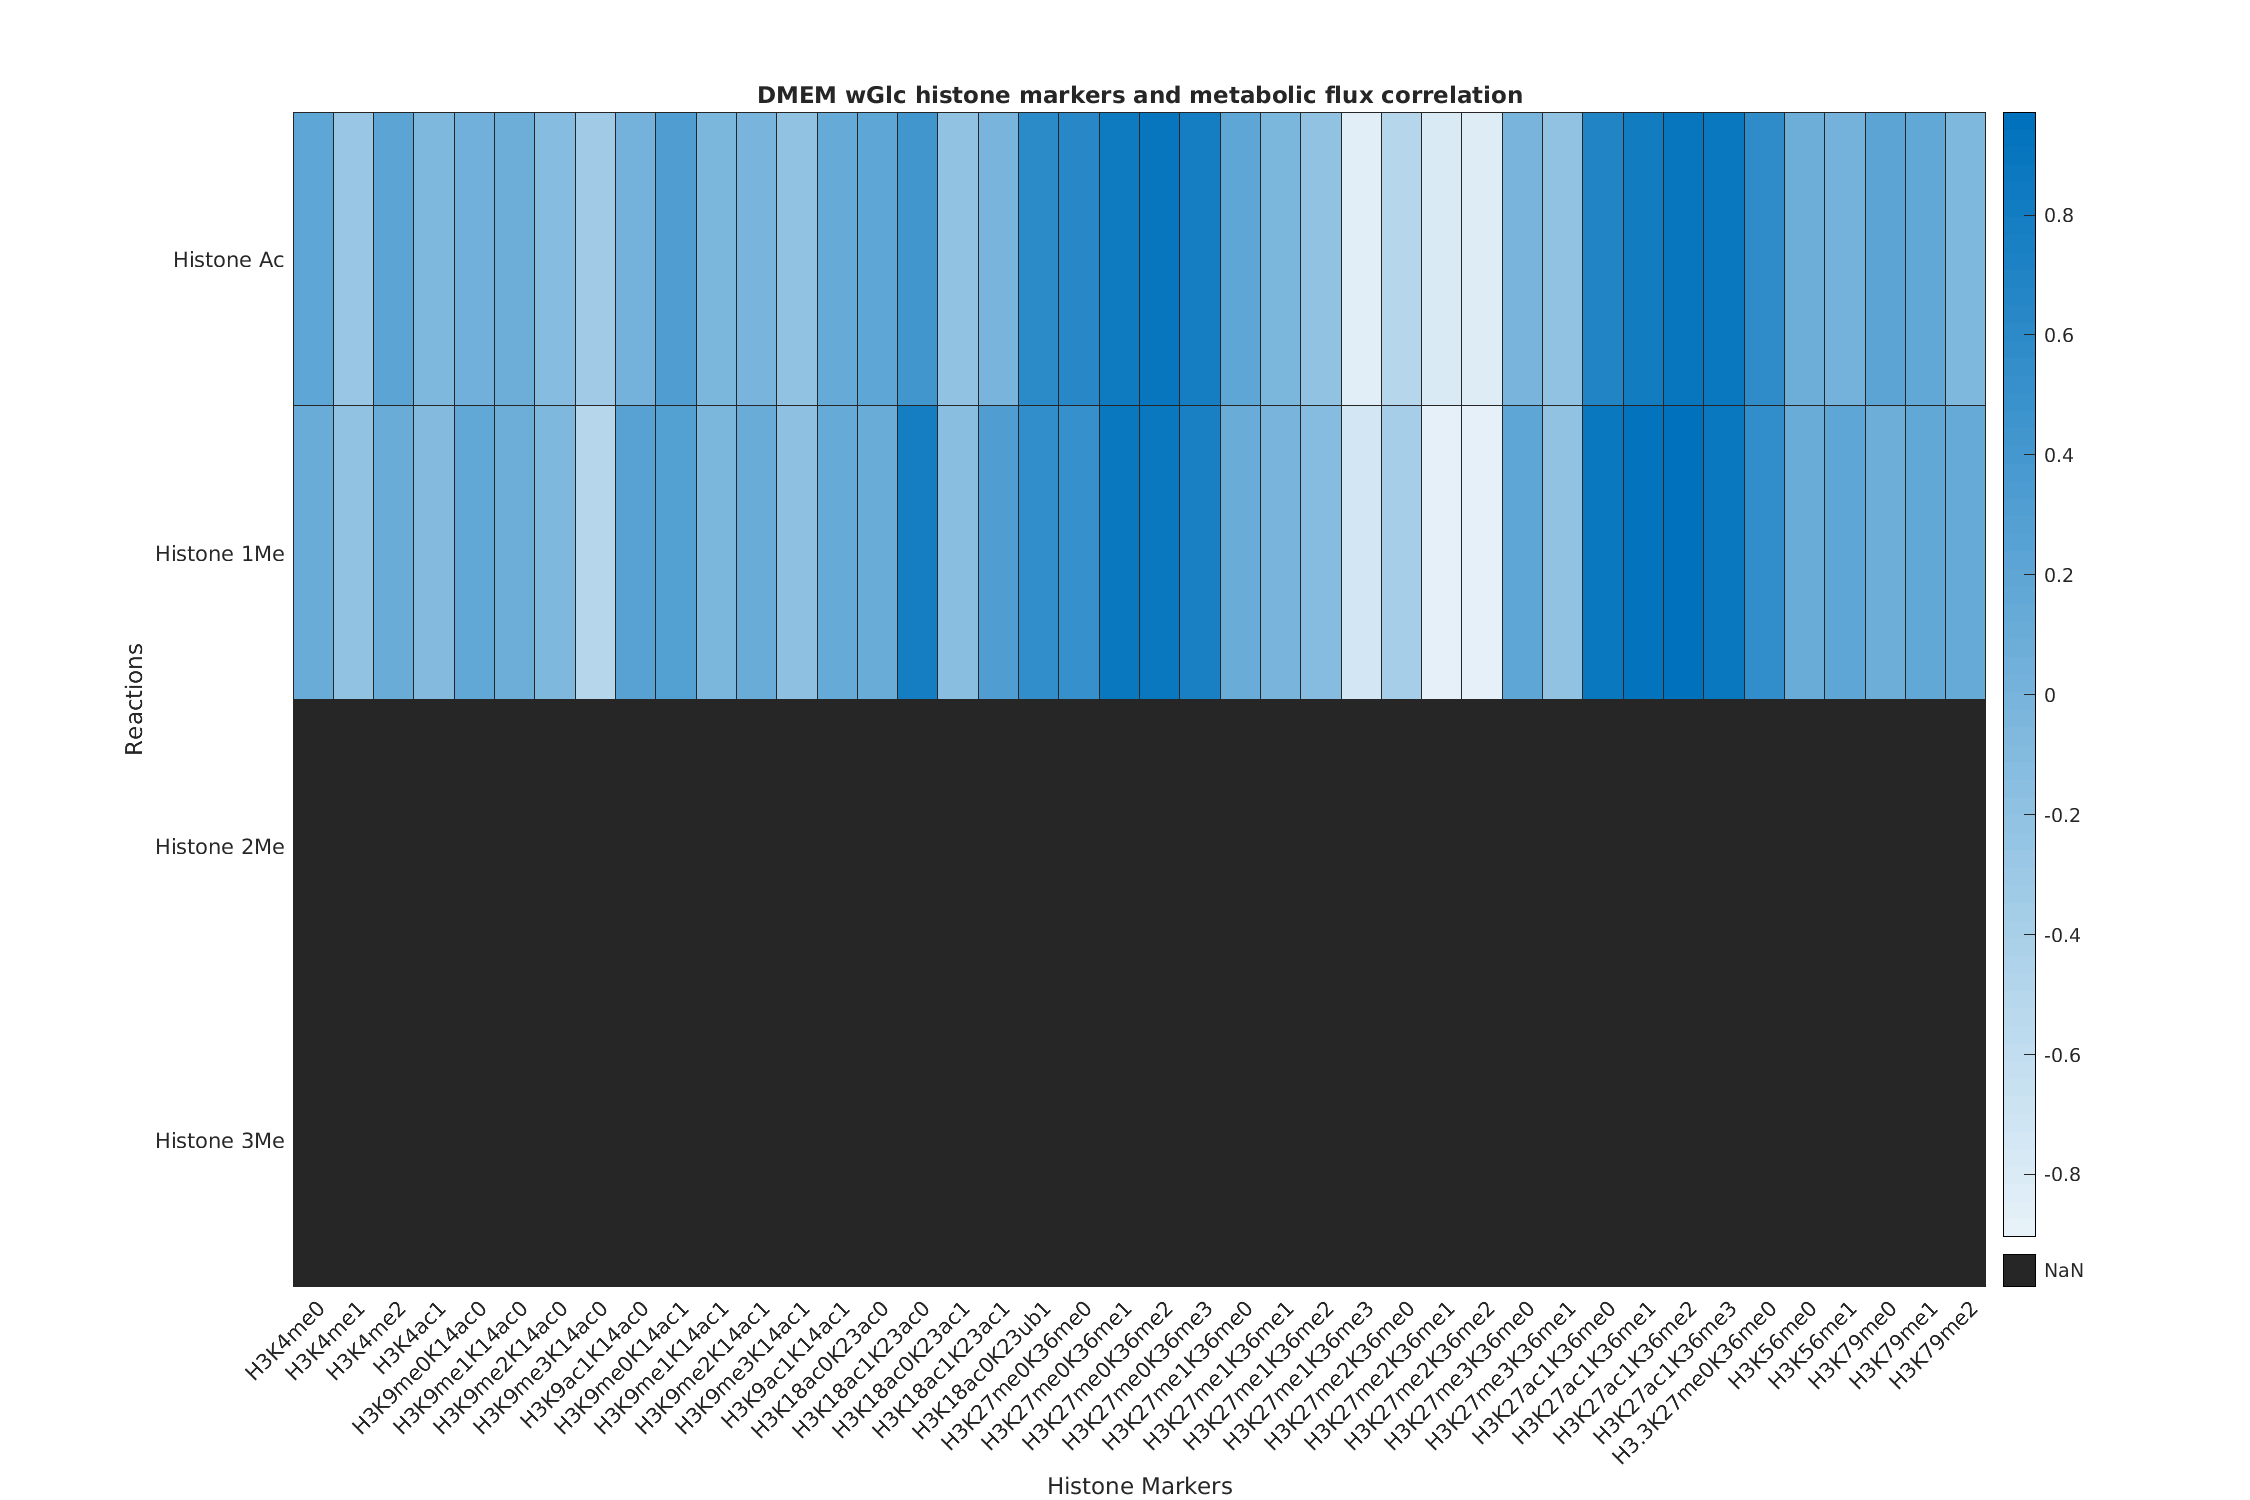 DMEM wGlc histone markers and metabolic flux correlation
Reactions
Histone Ac
Histone 1Me
Histone 2Me
Histone 3Me
0.8
0.6
0.4
0.2
0
-0.2
-0.4
-0.6
-0.8
NaN
H3K4me0
H3K4me1
H3K4me2
H3K4ac1
H3K9me0K14ac0
H3K9me1K14ac0
H3K9me2K14ac0
H3K9me3K14ac0
H3K9ac1K14ac0
H3K9me0K14ac1
H3K9me1K14ac1
H3K9me2K14ac1
H3K9me3K14ac1
H3K9ac1K14ac1
H3K18ac0K23ac0
H3K18ac1K23ac0
H3K18ac0K23ac1
H3K18ac1K23ac1
H3K18ac0K23ub1
H3K27me0K36me0
H3K27me0K36me1
H3K27me0K36me2
H3K27me0K36me3
H3K27me1K36me0
H3K27me1K36me1
H3K27me1K36me2
H3K27me1K36me3
H3K27me2K36me0
H3K27me2K36me1
H3K27me2K36me2
H3K27me3K36me0
H3K27me3K36me1
H3K27ac1K36me0
H3K27ac1K36me1
H3K27ac1K36me2
H3K27ac1K36me3
H3.3K27me0K36me0
H3K56me0
H3K56me1
H3K79me0
H3K79me1
H3K79me2
Histone Markers